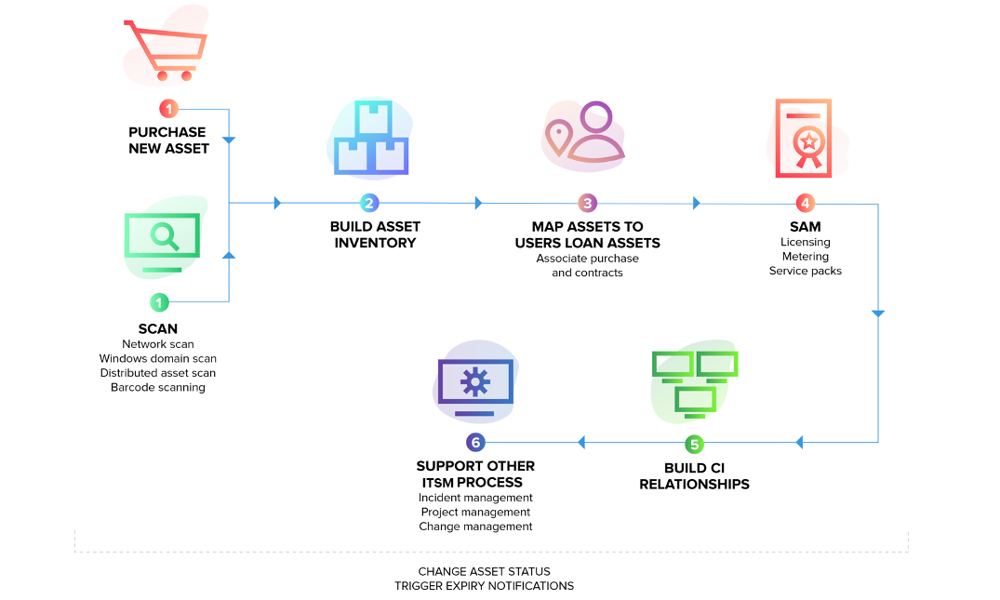 1
PURCHASE
NEW ASSET
1
SCAN
Network scan
Windows domain scan
Distributed asset scan
Barcode scanning
2
BUILD ASSET
INVENTORY
3
MAP ASSETS TO
USERS LOAN ASSETS
Associate purchase
and contracts
4
SAM
Licensing
Metering
Service packs
5
BUILD CI
RELATIONSHIPS
6
SUPPORT OTHER
ITSM PROCESS
Incident management
Project management
Change management
CHANGE ASSET STATUS
TRIGGER EXPIRY NOTIFICATIONS